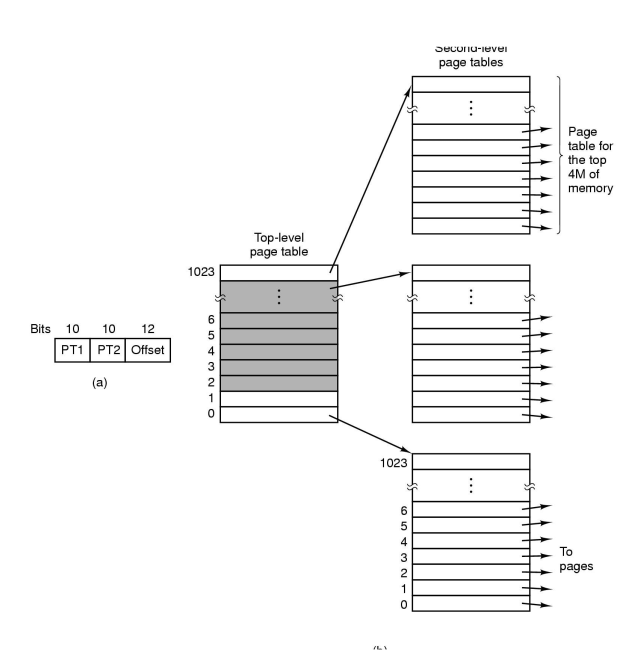 Second-level
page tables
Page
table for
the top
4M of
memory
Top-level
page table
1023
6
5
4
3
2
1
0
Bits 10 10 12
PT1 PT2 Offset
(a)
1023
6
5
4
3
2
1
0
To
pages
(b)